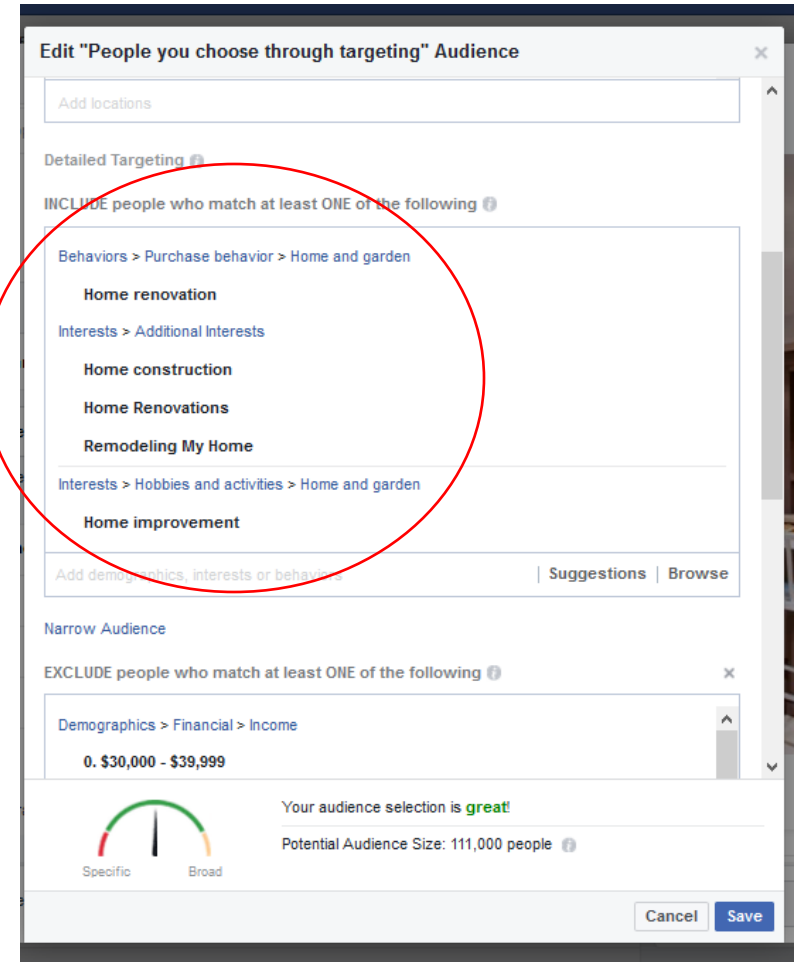 Edit "People you choose through targeting" Audience ×
Add locations
Detailed Targeting
INCLUDE people who match at least ONE of the following
Behaviors > Purchase behavior > Home and garden
Home renovation
Interests > Additional Interests
Home construction
Home Renovations
Remodeling My Home
Interests > Hobbies and activities > Home and garden
Home improvement
Add demographics, interests or behaviors | Suggestions | Browse
Narrow Audience
EXCLUDE people who match at least ONE of the following ×
Demographics > Financial > Income
0. $30,000 - $39,999
Your audience selection is great!
Potential Audience Size: 111,000 people
Specific Broad
Cancel Save